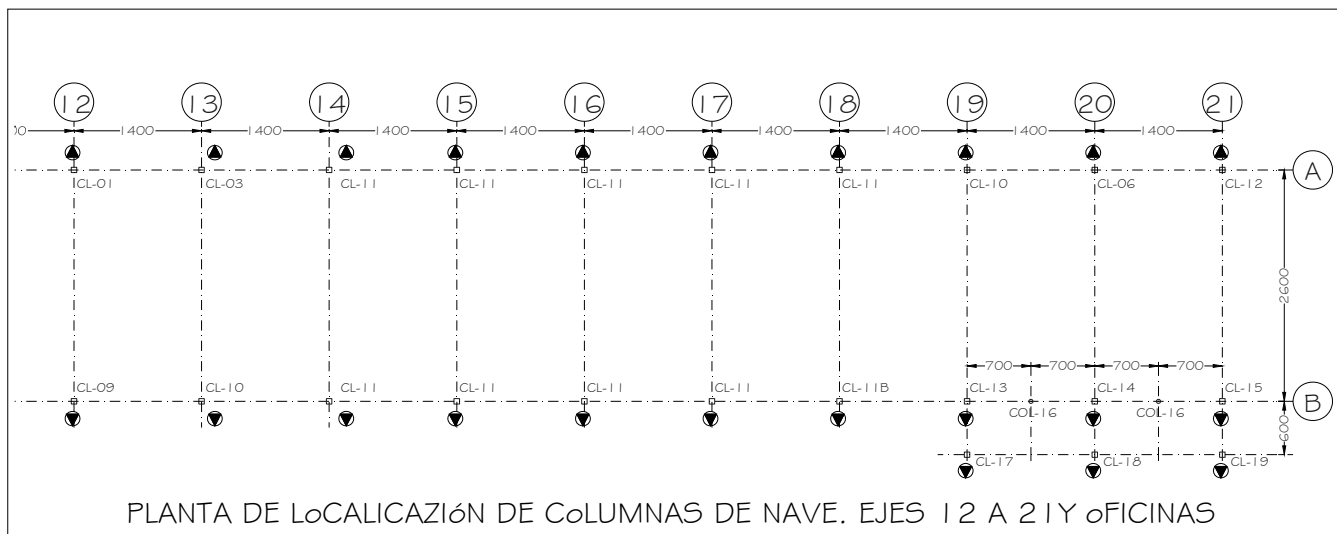 12 13 14 15 16 17 18 19 20 21
00 1400 1400 1400 1400 1400 1400 1400 1400 1400
A
CL-01 CL-03 CL-11 CL-11 CL-11 CL-11 CL-11 CL-10 CL-06 CL-12
2600
700 700 700 700
CL-09 CL-10 CL-11 CL-11 CL-11 CL-11 CL-11B CL-13 CL-14 CL-15
B
COL-16 COL-16
600
CL-17 CL-18 CL-19
PLANTA DE LoCALICAZIóN DE CoLUMNAS DE NAVE. EJES 12 A 21Y oFICINAS